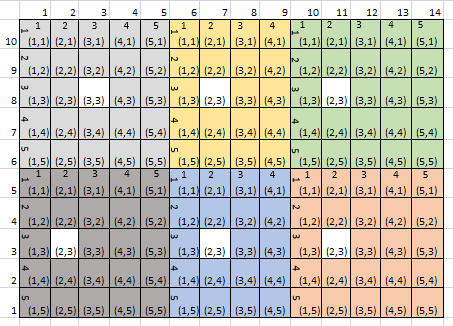 1 2 3 4 5 6 7 8 9 10 11 12 13 14
1 2 3 4 5 1 2 3 4 1 2 3 4 5
10 1 (1,1) (2,1) (3,1) (4,1) (5,1) 1 (1,1) (2,1) (3,1) (4,1) 1 (1,1) (2,1) (3,1) (4,1) (5,1)
9 2 (1,2) (2,2) (3,2) (4,2) (5,2) 2 (1,2) (2,2) (3,2) (4,2) 2 (1,2) (2,2) (3,2) (4,2) (5,2)
8 3 (1,3) (2,3) (3,3) (4,3) (5,3) 3 (1,3) (2,3) (3,3) (4,3) 3 (1,3) (2,3) (3,3) (4,3) (5,3)
7 4 (1,4) (2,4) (3,4) (4,4) (5,4) 4 (1,4) (2,4) (3,4) (4,4) 4 (1,4) (2,4) (3,4) (4,4) (5,4)
6 5 (1,5) (2,5) (3,5) (4,5) (5,5) 5 (1,5) (2,5) (3,5) (4,5) 5 (1,5) (2,5) (3,5) (4,5) (5,5)
1 2 3 4 5 1 2 3 4 1 2 3 4 5
5 1 (1,1) (2,1) (3,1) (4,1) (5,1) 1 (1,1) (2,1) (3,1) (4,1) 1 (1,1) (2,1) (3,1) (4,1) (5,1)
4 2 (1,2) (2,2) (3,2) (4,2) (5,2) 2 (1,2) (2,2) (3,2) (4,2) 2 (1,2) (2,2) (3,2) (4,2) (5,2)
3 3 (1,3) (2,3) (3,3) (4,3) (5,3) 3 (1,3) (2,3) (3,3) (4,3) 3 (1,3) (2,3) (3,3) (4,3) (5,3)
2 4 (1,4) (2,4) (3,4) (4,4) (5,4) 4 (1,4) (2,4) (3,4) (4,4) 4 (1,4) (2,4) (3,4) (4,4) (5,4)
1 5 (1,5) (2,5) (3,5) (4,5) (5,5) 5 (1,5) (2,5) (3,5) (4,5) 5 (1,5) (2,5) (3,5) (4,5) (5,5)